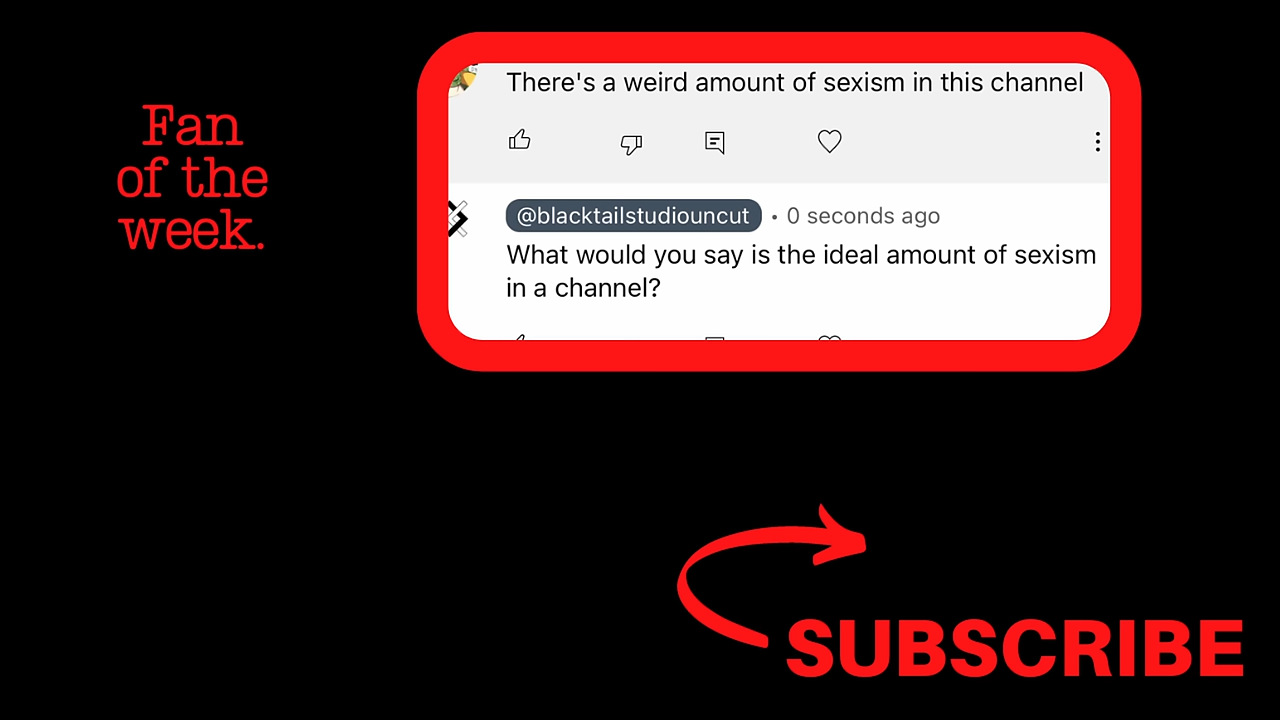 Fan
of the
week.
There's a weird amount of sexism in this channel
@blacktailstudiouncut • 0 seconds ago
What would you say is the ideal amount of sexism
in a channel?
SUBSCRIBE